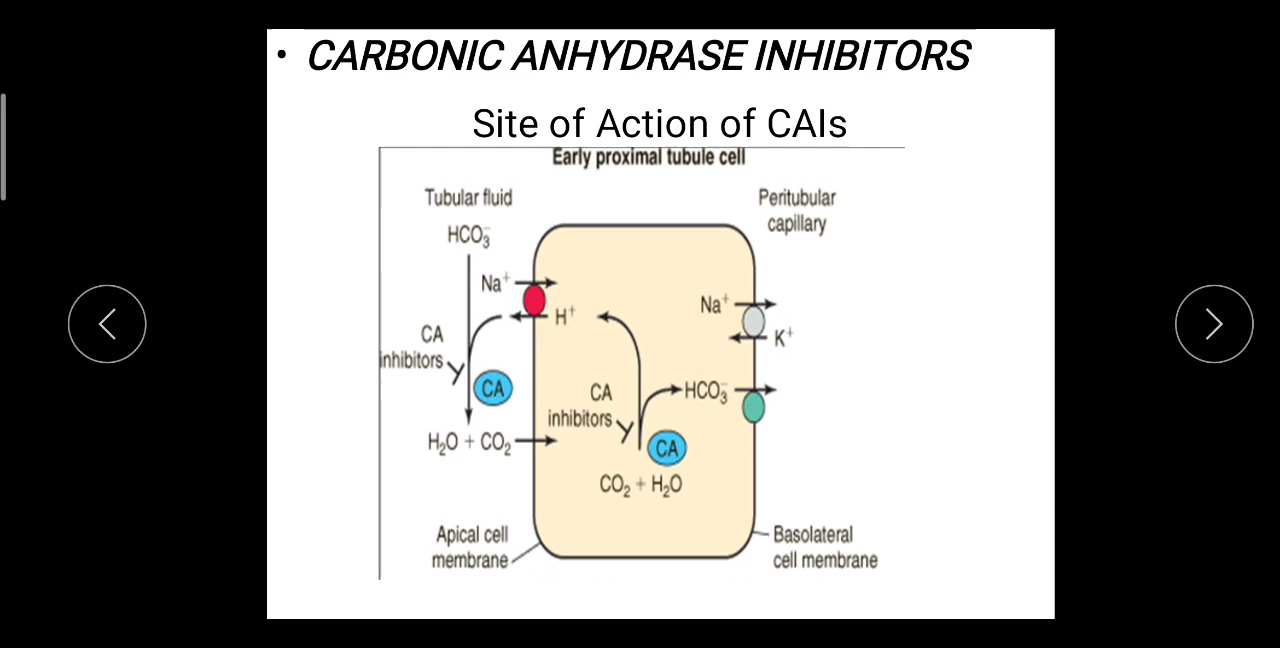 • CARBONIC ANHYDRASE INHIBITORS
Site of Action of CAIs
Early proximal tubule cell
Tubular fluid
Peritubular
capillary
HCO₃⁻
Na⁺
H⁺
Na⁺
K⁺
CA
inhibitors
CA
CA
inhibitors
HCO₃⁻
CA
H₂O + CO₂
CO₂ + H₂O
Apical cell
membrane
Basolateral
cell membrane